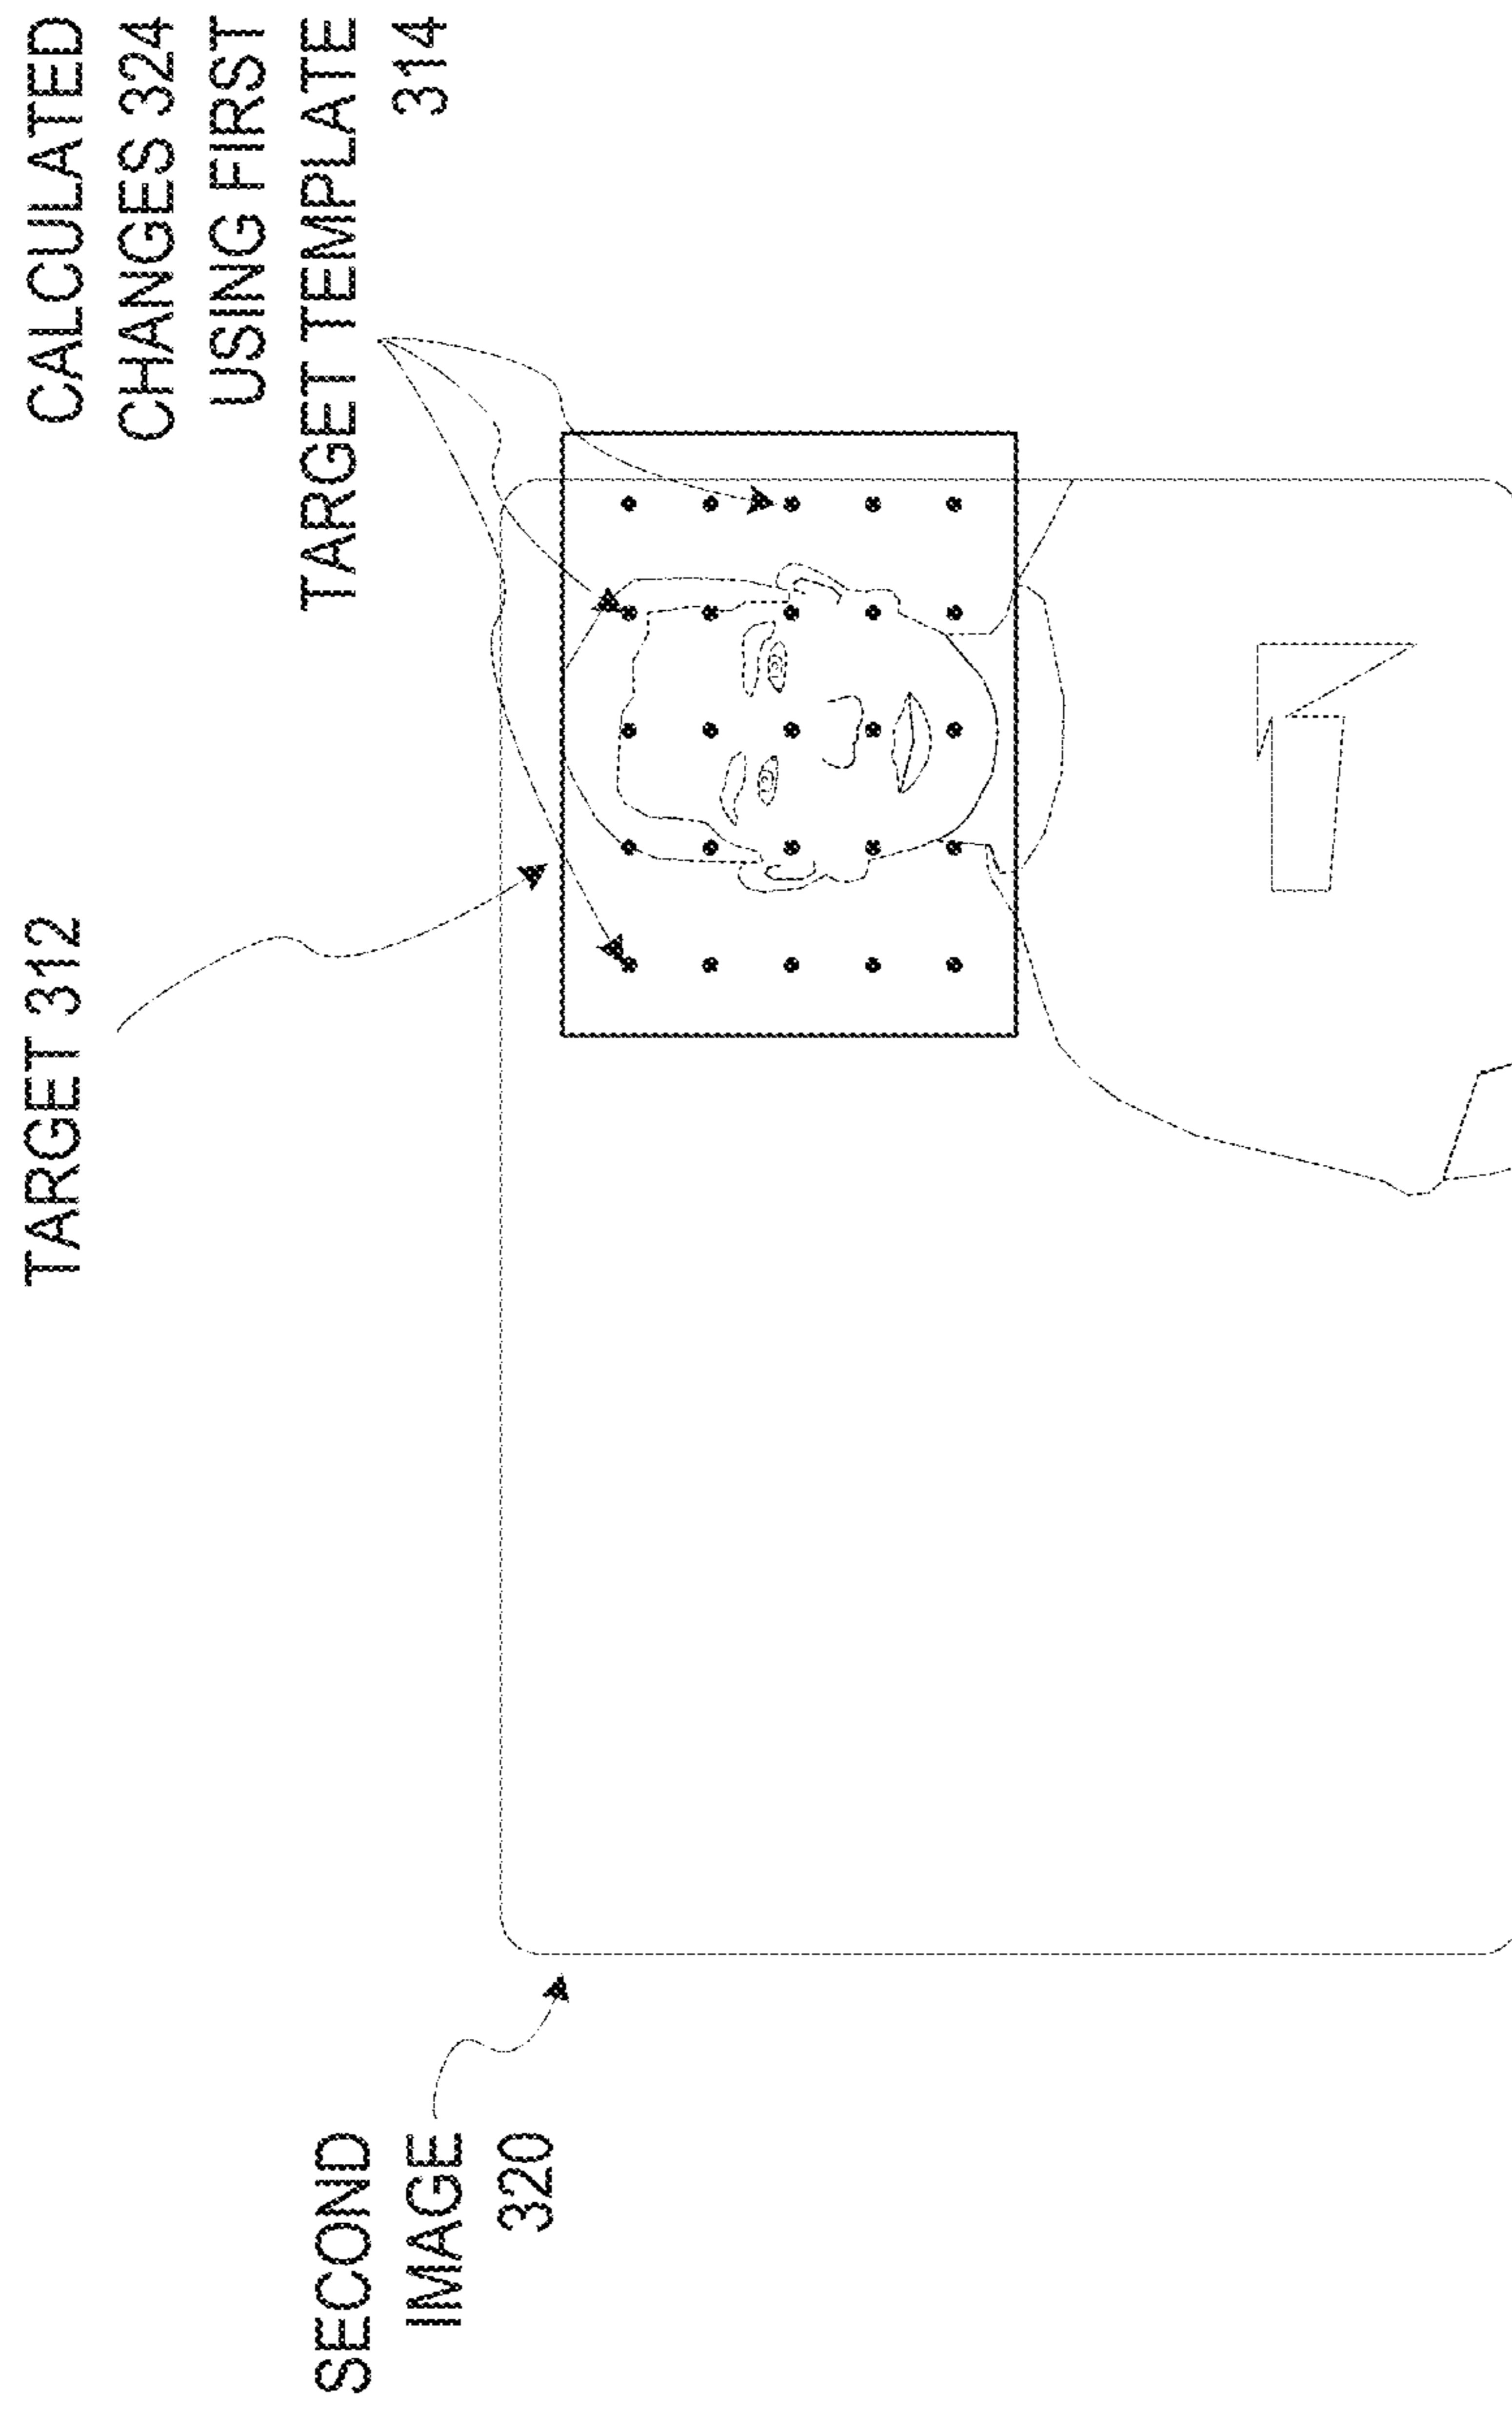 SECOND
IMAGE
320
TARGET 312
CALCULATED
CHANGES 324
USING FIRST
TARGET TEMPLATE
314